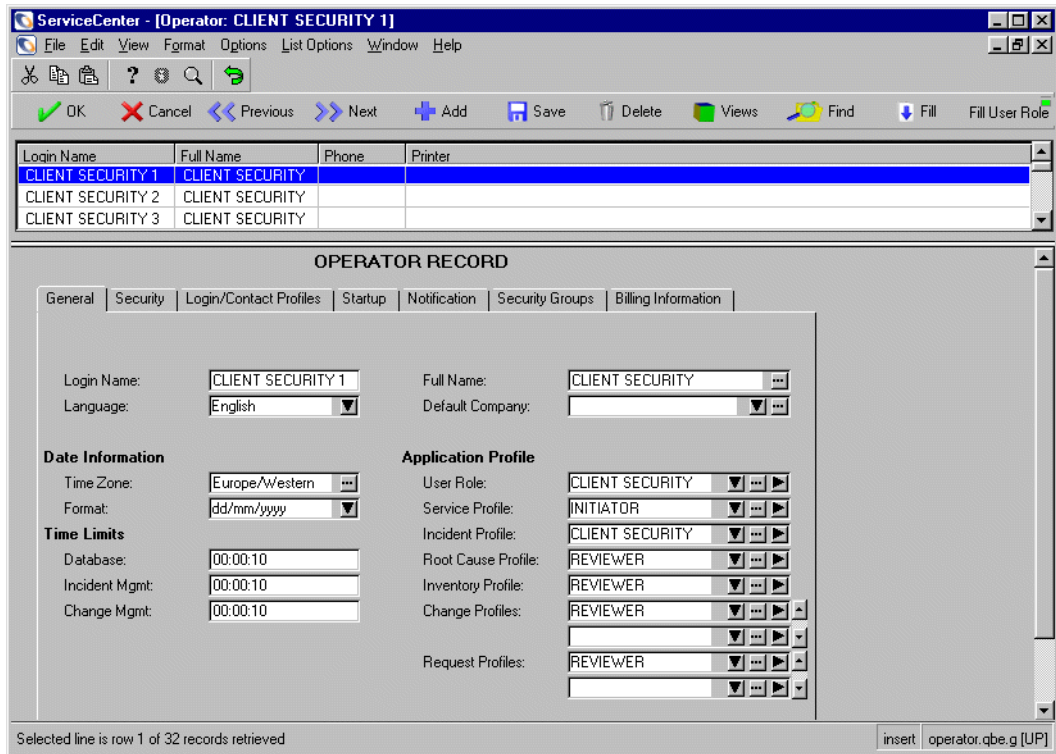 ServiceCenter - [Operator: CLIENT SECURITY 1]
File Edit View Format Options List Options Window Help
OK Cancel Previous Next Add Save Delete Views Find Fill Fill User Role
Login Name Full Name Phone Printer
CLIENT SECURITY 1 CLIENT SECURITY
CLIENT SECURITY 2 CLIENT SECURITY
CLIENT SECURITY 3 CLIENT SECURITY
OPERATOR RECORD
General Security Login/Contact Profiles Startup Notification Security Groups Billing Information
Login Name: CLIENT SECURITY 1 Full Name: CLIENT SECURITY
Language: English Default Company:
Date Information Application Profile
Time Zone: Europe/Western User Role: CLIENT SECURITY
Format: dd/mm/yyyy Service Profile: INITIATOR
Time Limits Incident Profile: CLIENT SECURITY
Database: 00:00:10 Root Cause Profile: REVIEWER
Incident Mgmt: 00:00:10 Inventory Profile: REVIEWER
Change Mgmt: 00:00:10 Change Profiles: REVIEWER
Request Profiles: REVIEWER
Selected line is row 1 of 32 records retrieved insert operator.qbe.g [UP]